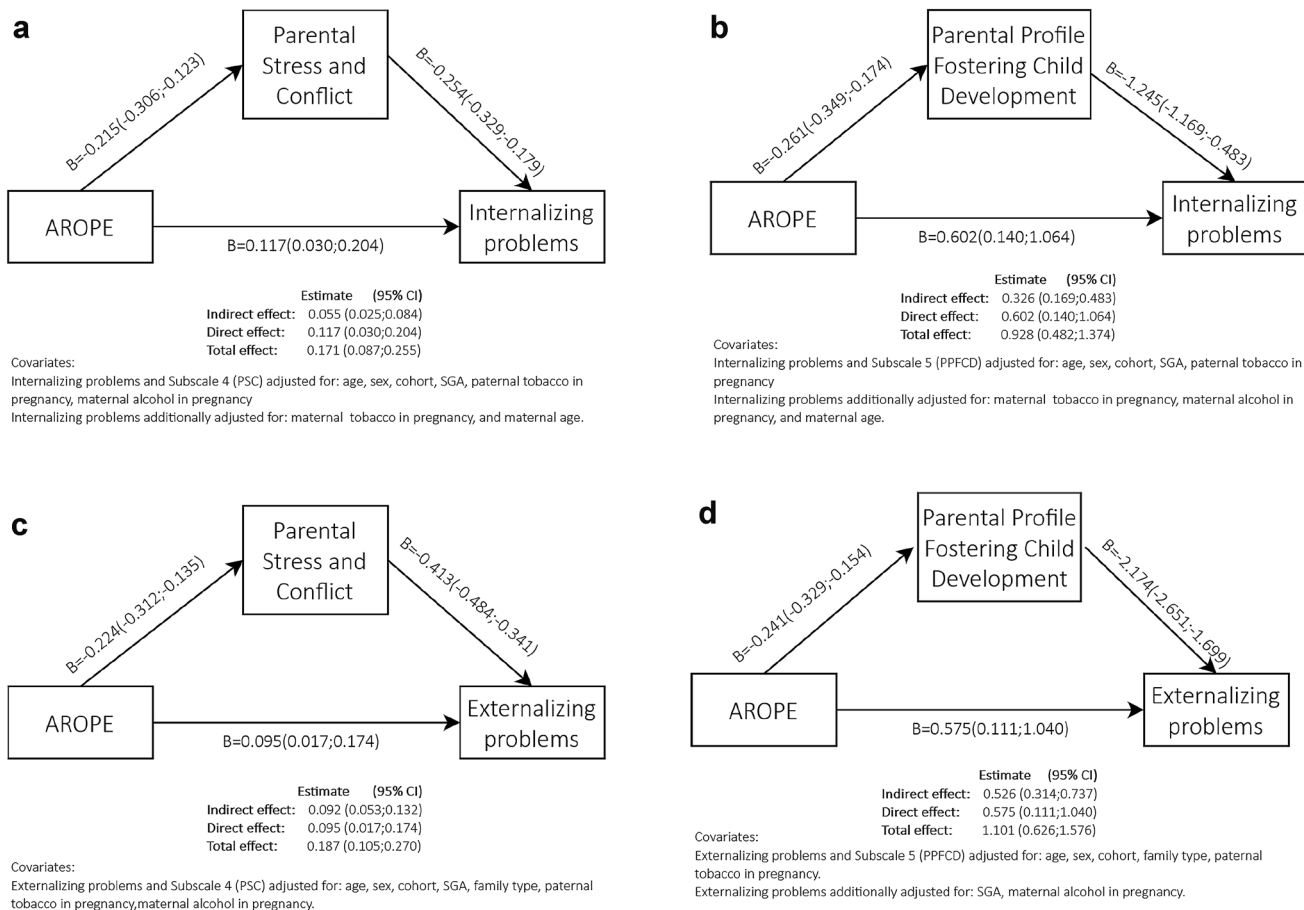 a
Parental
Stress and
Conflict
B=-0.215(-0.306;-0.123)
B=-0.254(-0.329;-0.179)
AROPE
Internalizing
problems
B=0.117(0.030;0.204)
Estimate (95% CI)
Indirect effect: 0.055 (0.025;0.084)
Direct effect: 0.117 (0.030;0.204)
Total effect: 0.171 (0.087;0.255)
Covariates:
Internalizing problems and Subscale 4 (PSC) adjusted for: age, sex, cohort, SGA, paternal tobacco in
pregnancy, maternal alcohol in pregnancy
Internalizing problems additionally adjusted for: maternal tobacco in pregnancy, and maternal age.
b
Parental Profile
Fostering Child
Development
B=-0.261(-0.349;-0.174)
B=-1.245(-1.169;-0.483)
AROPE
Internalizing
problems
B=0.602(0.140;1.064)
Estimate (95% CI)
Indirect effect: 0.326 (0.169;0.483)
Direct effect: 0.602 (0.140;1.064)
Total effect: 0.928 (0.482;1.374)
Covariates:
Internalizing problems and Subscale 5 (PPFCD) adjusted for: age, sex, cohort, SGA, paternal tobacco in
pregnancy
Internalizing problems additionally adjusted for: maternal tobacco in pregnancy, maternal alcohol in
pregnancy, and maternal age.
c
Parental
Stress and
Conflict
B=-0.224(-0.312;-0.135)
B=-0.413(-0.484;-0.341)
AROPE
Externalizing
problems
B=0.095(0.017;0.174)
Estimate (95% CI)
Indirect effect: 0.092 (0.053;0.132)
Direct effect: 0.095 (0.017;0.174)
Total effect: 0.187 (0.105;0.270)
Covariates:
Externalizing problems and Subscale 4 (PSC) adjusted for: age, sex, cohort, SGA, family type, paternal
tobacco in pregnancy,maternal alcohol in pregnancy.
d
Parental Profile
Fostering Child
Development
B=-0.241(-0.329;-0.154)
B=-2.174(-2.651;-1.699)
AROPE
Externalizing
problems
B=0.575(0.111;1.040)
Estimate (95% CI)
Indirect effect: 0.526 (0.314;0.737)
Direct effect: 0.575 (0.111;1.040)
Total effect: 1.101 (0.626;1.576)
Covariates:
Externalizing problems and Subscale 5 (PPFCD) adjusted for: age, sex, cohort, family type, paternal
tobacco in pregnancy.
Externalizing problems additionally adjusted for: SGA, maternal alcohol in pregnancy.